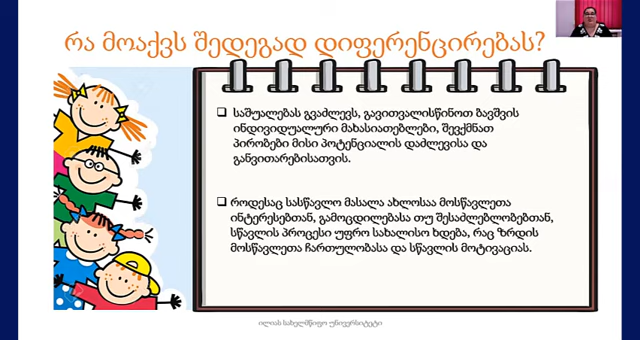 რა მოაქვს შედეგად დიფერენცირებას?
საშუალებას გვაძლევს, გავითვალისწინოთ ბავშვის
ინდივიდუალური მახასიათებლები, შევქმნათ
პირობები მისი პოტენციალის დაძლევისა და
განვითარებისათვის.
როდესაც სასწავლო მასალა ახლოსაა მოსწავლეთა
ინტერესებთან, გამოცდილებასა თუ შესაძლებლობებთან,
სწავლის პროცესი უფრო სახალისო ხდება, რაც ზრდის
მოსწავლეთა ჩართულობასა და სწავლის მოტივაციას.
ილიას სახელმწიფო უნივერსიტეტი